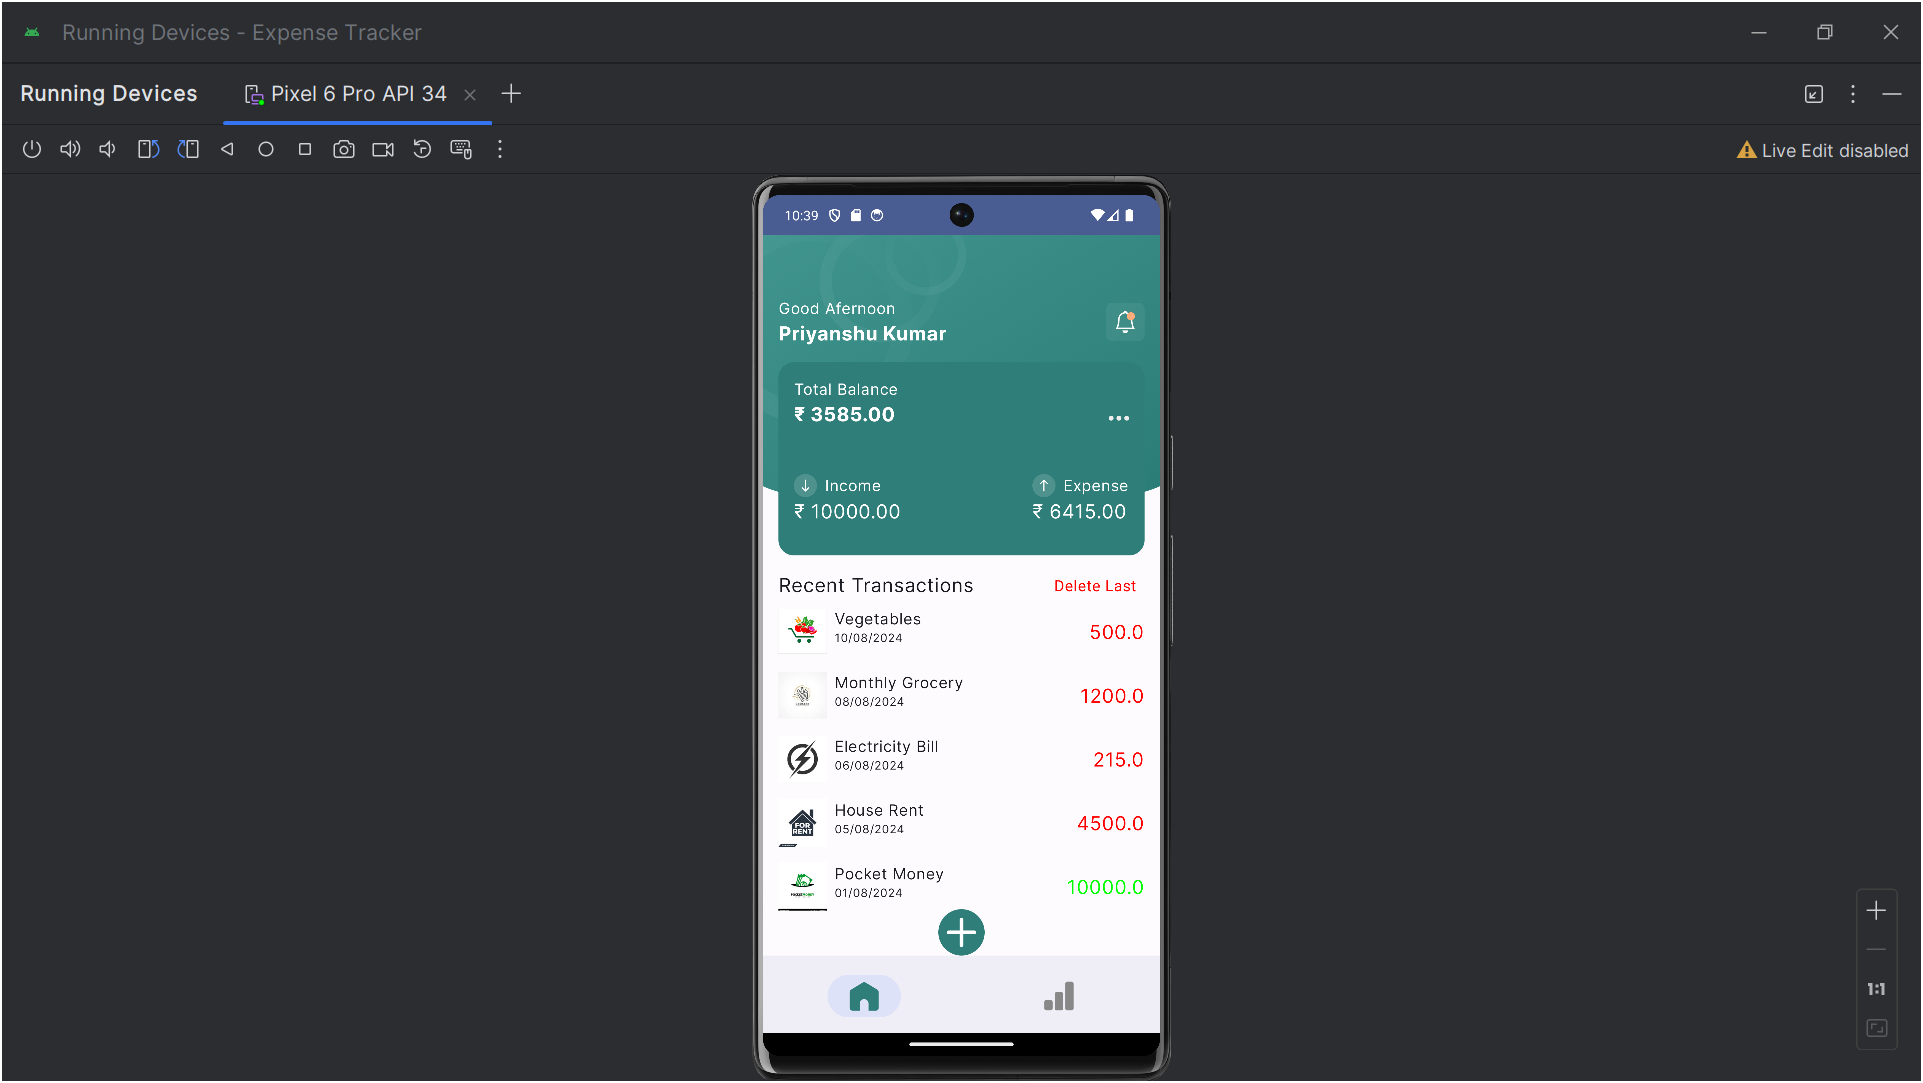 Running Devices - Expense Tracker
Running Devices
Pixel 6 Pro API 34
Live Edit disabled
10:39
Good Afernoon
Priyanshu Kumar
Total Balance
₹ 3585.00
Income
Expense
₹ 10000.00
₹ 6415.00
Recent Transactions
Delete Last
Vegetables
10/08/2024
500.0
Monthly Grocery
08/08/2024
1200.0
Electricity Bill
06/08/2024
215.0
FOR
RENT
House Rent
05/08/2024
4500.0
Pocket Money
01/08/2024
10000.0
1:1